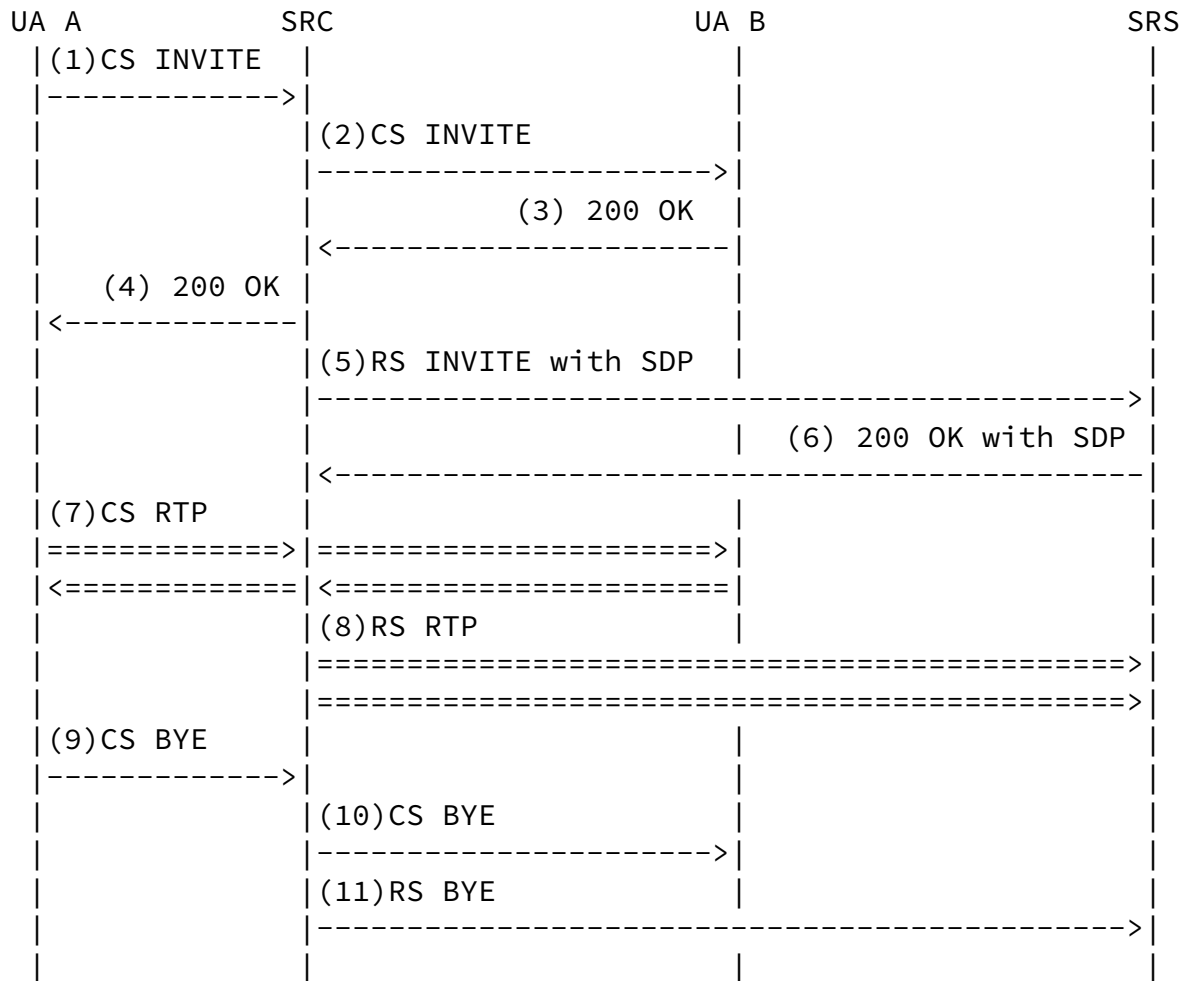 UA A SRC UA B SRS
(1)CS INVITE
(2)CS INVITE
(3) 200 OK
(4) 200 OK
(5)RS INVITE with SDP
(6) 200 OK with SDP
(7)CS RTP
(8)RS RTP
(9)CS BYE
(10)CS BYE
(11)RS BYE